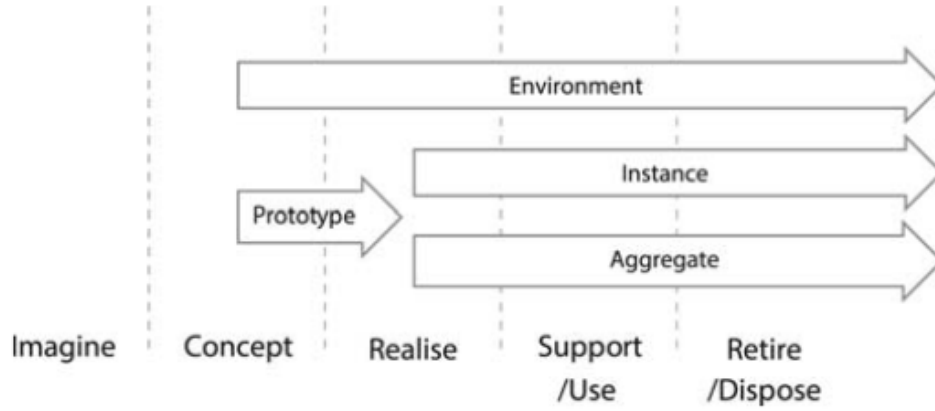 Environment
Instance
Prototype
Aggregate
Imagine
Concept
Realise
Support
/Use
Retire
/Dispose